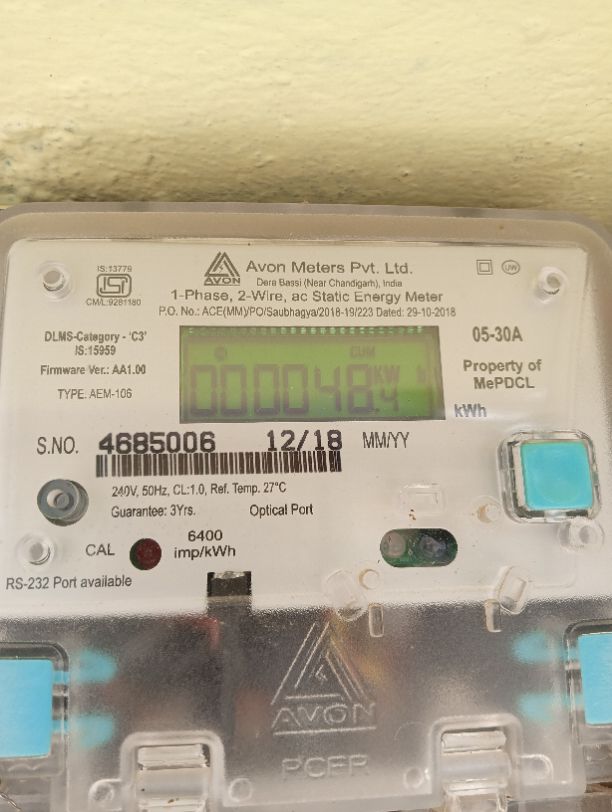 IS:13779
ISI
CM/L:9281180
AVON
Avon Meters Pvt. Ltd.
Dera Bassi (Near Chandigarh), India
1-Phase, 2-Wire, ac Static Energy Meter
P.O. No.: ACE(MM)/PO/Saubhagya/2018-19/223 Dated: 29-10-2018
UW
DLMS-Category - 'C3'
IS:15959
Firmware Ver.: AA1.00
TYPE: AEM-106
CUM
000048.4 KW h
05-30A
Property of
MePDCL
kWh
S.NO. 4685006 12/18 MM/YY
240V, 50Hz, CL:1.0, Ref. Temp. 27°C
Guarantee: 3Yrs. Optical Port
CAL
6400
imp/kWh
RS-232 Port available
AVON